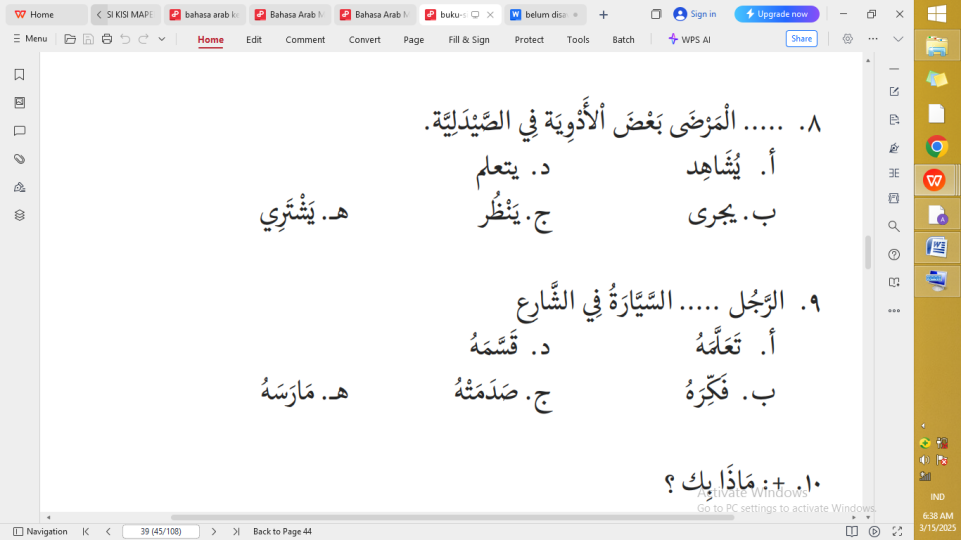 Home
SI KISI MAPE
bahasa arab ke
Bahasa Arab M
Bahasa Arab M
buku-s
belum disa
Sign in
Upgrade now
Menu
Home
Edit
Comment
Convert
Page
Fill & Sign
Protect
Tools
Batch
WPS AI
Share
٨. ..... الْمَرْضَى بَعْضَ الْأَدْوِيَة فِي الصَّيْدَلِيَّة.
أ. يُشَاهِد د. يتعلم
ب. يجرى ج. يَنْظُر هـ. يَشْتَرِي
٩. الرَّجُل ..... السَّيَّارَةُ فِي الشَّارِع
أ. تَعَلَّمَهُ د. قَسَّمَهُ
ب. فَكِّرَهُ ج. صَدَمَتْهُ هـ. مَارَسَهُ
١٠. +: مَاذَا بِك ؟
Activate Windows
Go to PC settings to activate Windows.
Navigation
39 (45/108)
Back to Page 44
IND
6:38 AM
3/15/2025